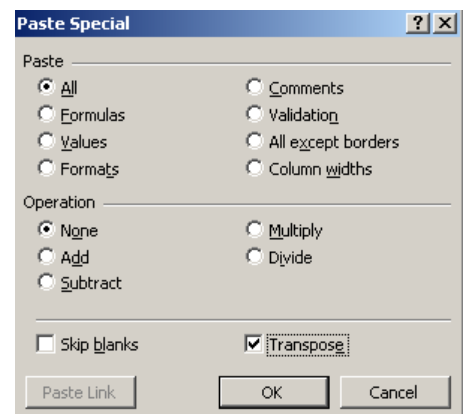 Paste Special
Paste
All Comments
Formulas Validation
Values All except borders
Formats Column widths
Operation
None Multiply
Add Divide
Subtract
Skip blanks Transpose
Paste Link OK Cancel